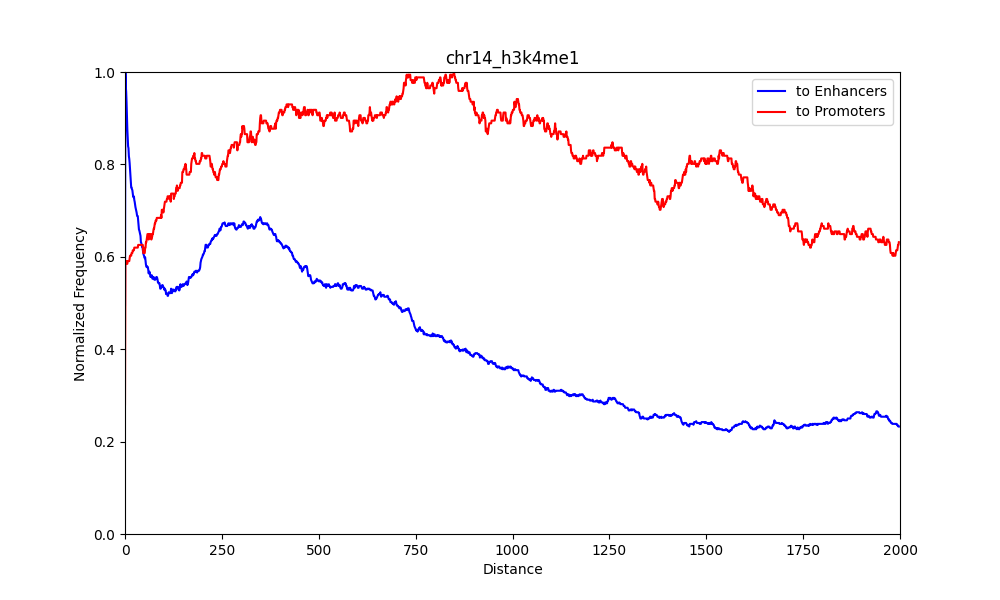 chr14_h3k4me1
to Enhancers
to Promoters
Normalized Frequency
1.0
0.8
0.6
0.4
0.2
0.0
0 250 500 750 1000 1250 1500 1750 2000
Distance